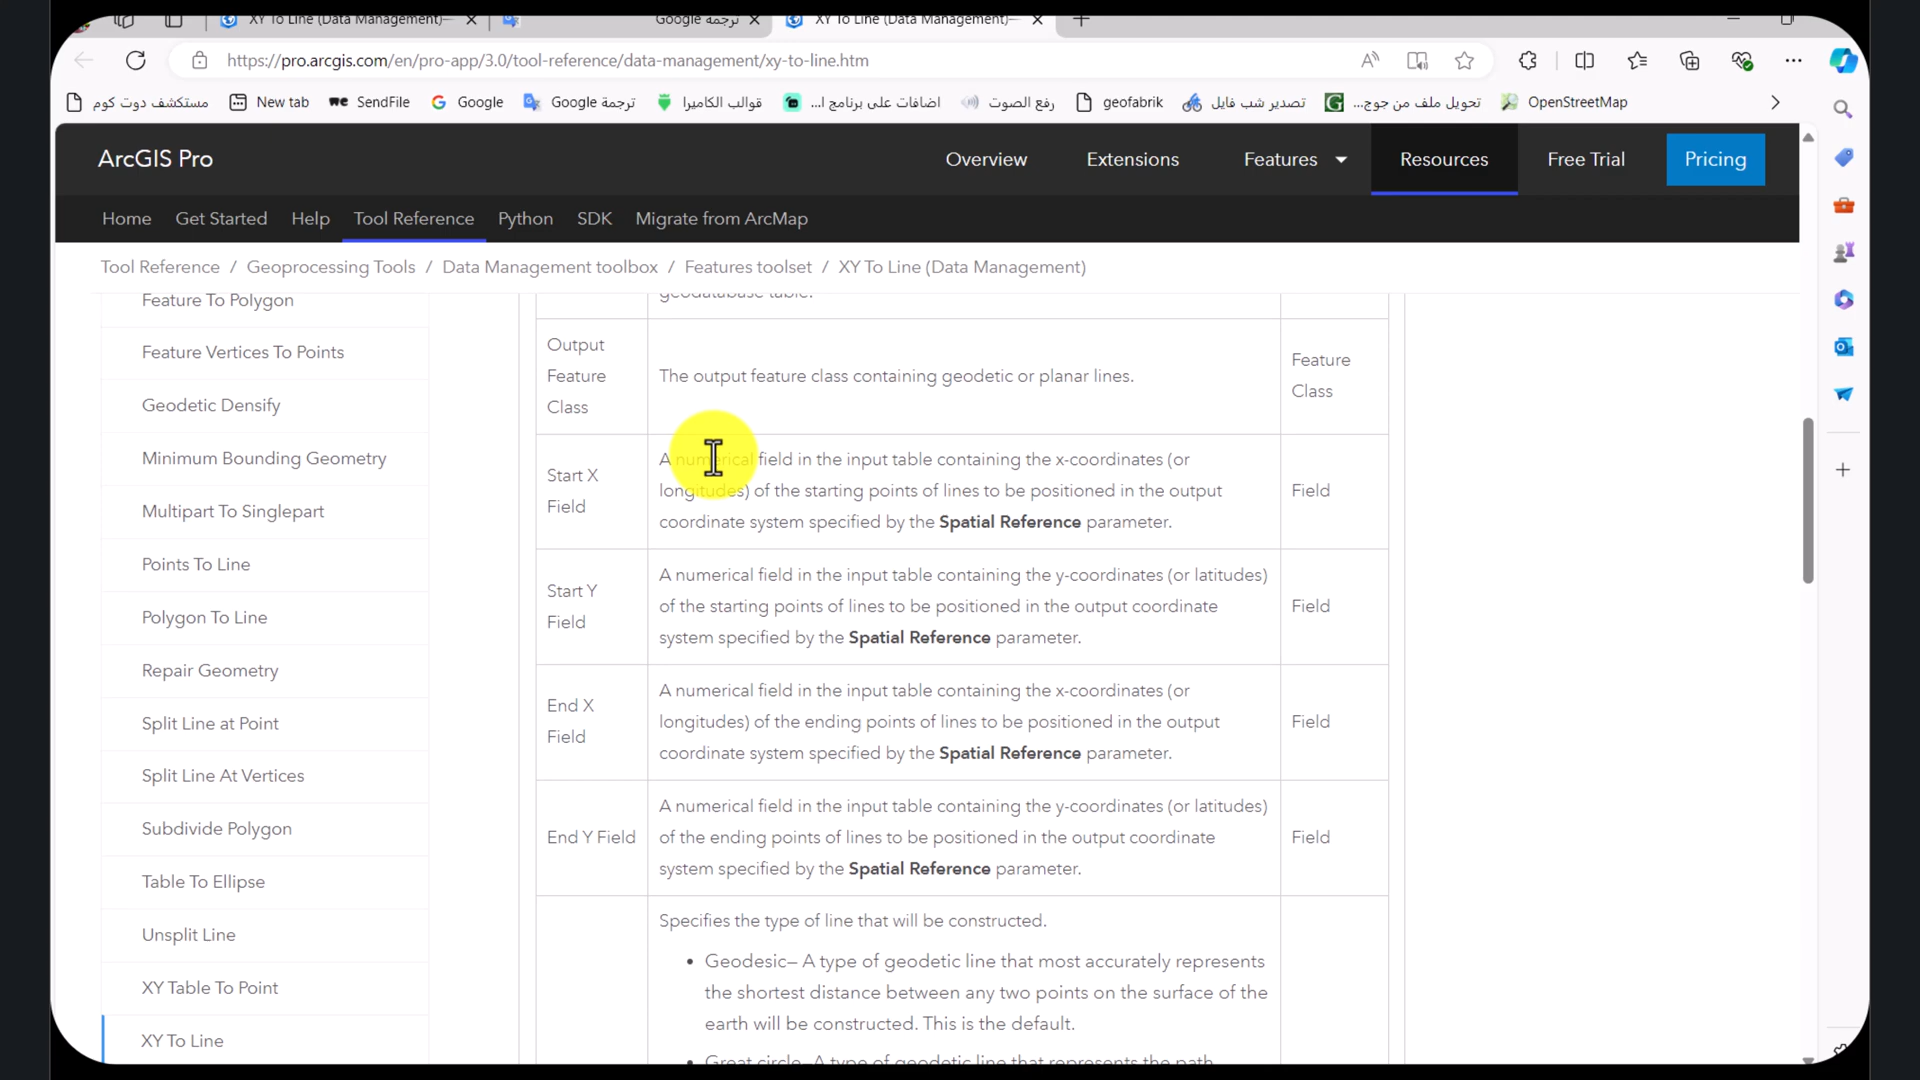 XY To Line (Data Management)—
ترجمة Google
XY To Line (Data Management)—
https://pro.arcgis.com/en/pro-app/3.0/tool-reference/data-management/xy-to-line.htm
مستكشف دوت كوم
New tab
SendFile
Google
ترجمة Google
قوالب الكاميرا
اضافات على برنامج ا...
رفع الصوت
geofabrik
تصدير شب فايل
تحويل ملف من جوج...
OpenStreetMap
ArcGIS Pro
Overview
Extensions
Features
Resources
Free Trial
Pricing
Home
Get Started
Help
Tool Reference
Python
SDK
Migrate from ArcMap
Tool Reference / Geoprocessing Tools / Data Management toolbox / Features toolset / XY To Line (Data Management)
Feature To Polygon
Feature Vertices To Points
Geodetic Densify
Minimum Bounding Geometry
Multipart To Singlepart
Points To Line
Polygon To Line
Repair Geometry
Split Line at Point
Split Line At Vertices
Subdivide Polygon
Table To Ellipse
Unsplit Line
XY Table To Point
XY To Line
geodatabase table.
Output
Feature
Class
The output feature class containing geodetic or planar lines.
Feature
Class
Start X
Field
A numerical field in the input table containing the x-coordinates (or
longitudes) of the starting points of lines to be positioned in the output
coordinate system specified by the Spatial Reference parameter.
Field
Start Y
Field
A numerical field in the input table containing the y-coordinates (or latitudes)
of the starting points of lines to be positioned in the output coordinate
system specified by the Spatial Reference parameter.
Field
End X
Field
A numerical field in the input table containing the x-coordinates (or
longitudes) of the ending points of lines to be positioned in the output
coordinate system specified by the Spatial Reference parameter.
Field
End Y Field
A numerical field in the input table containing the y-coordinates (or latitudes)
of the ending points of lines to be positioned in the output coordinate
system specified by the Spatial Reference parameter.
Field
Specifies the type of line that will be constructed.
• Geodesic—A type of geodetic line that most accurately represents
the shortest distance between any two points on the surface of the
earth will be constructed. This is the default.
• Great circle—A type of geodetic line that represents the path